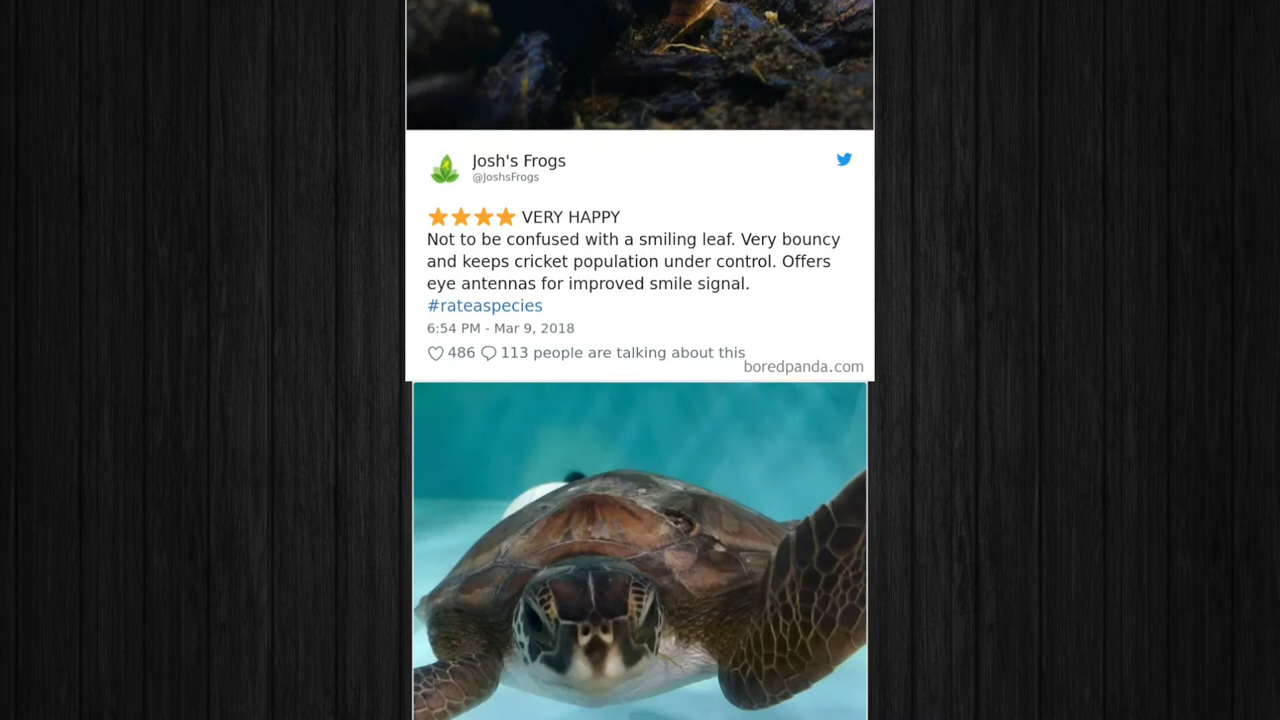 Josh's Frogs
@JoshsFrogs
⭐⭐⭐⭐ VERY HAPPY
Not to be confused with a smiling leaf. Very bouncy
and keeps cricket population under control. Offers
eye antennas for improved smile signal.
#rateaspecies
6:54 PM - Mar 9, 2018
486 113 people are talking about this
boredpanda.com